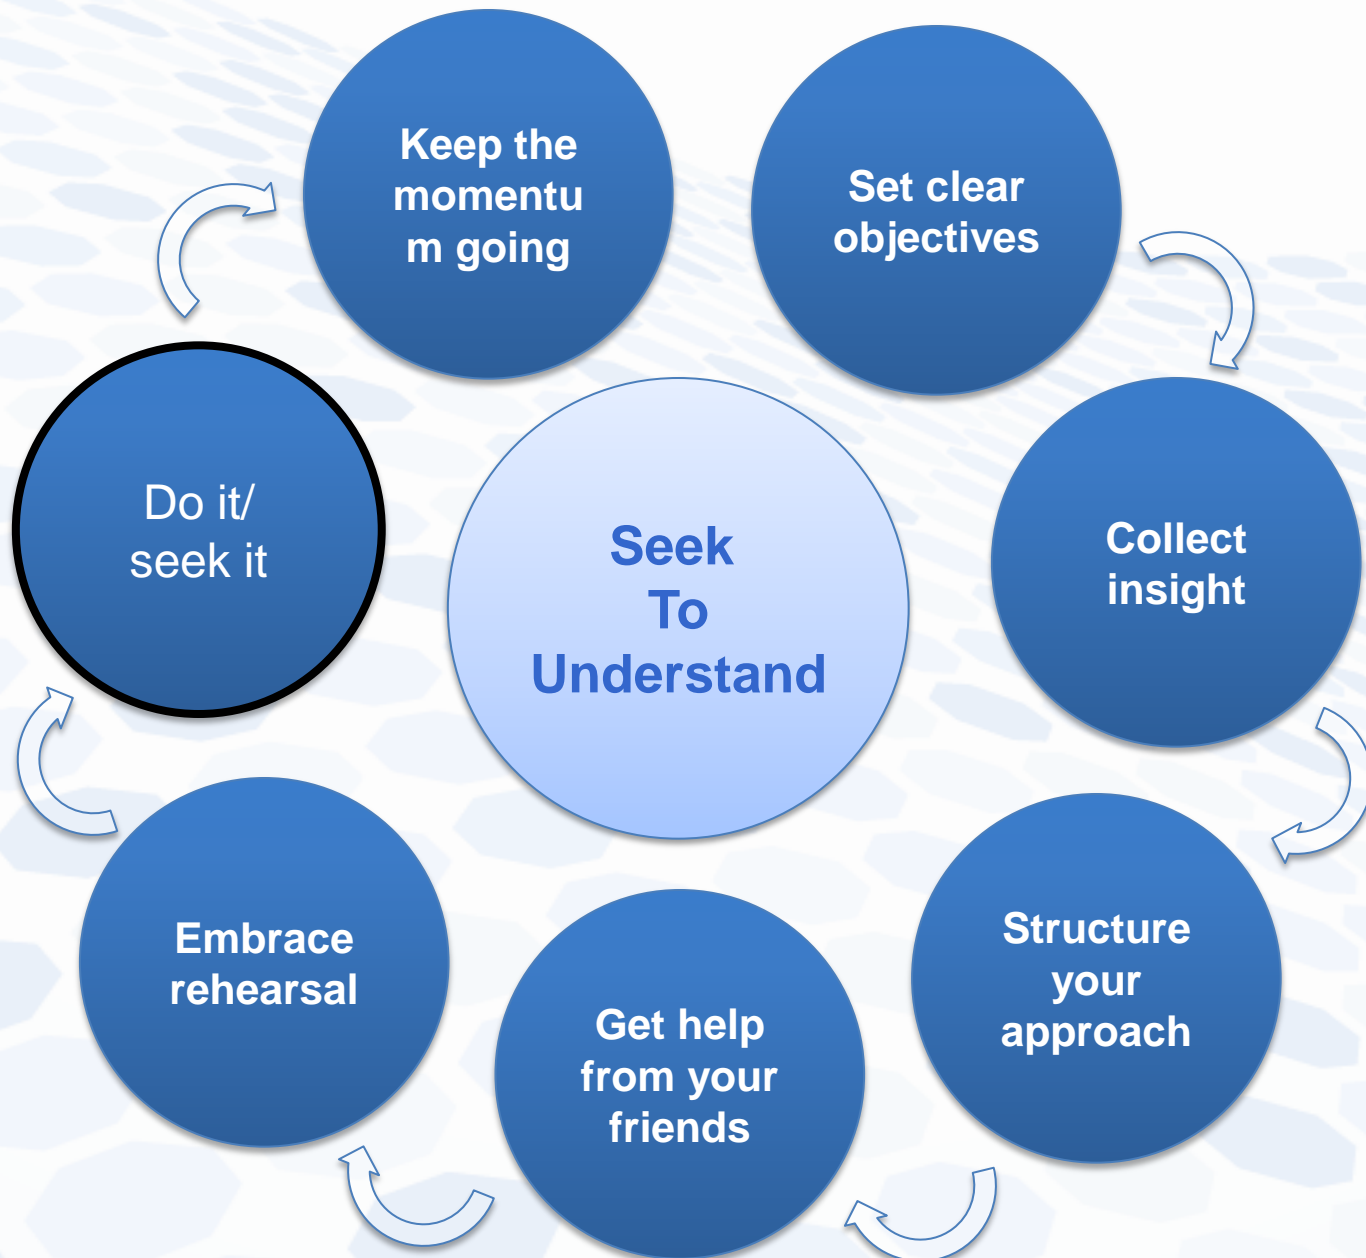 Keep the
momentu
m going
Set clear
objectives
Collect
insight
Structure
your
approach
Get help
from your
friends
Embrace
rehearsal
Do it/
seek it
Seek
To
Understand